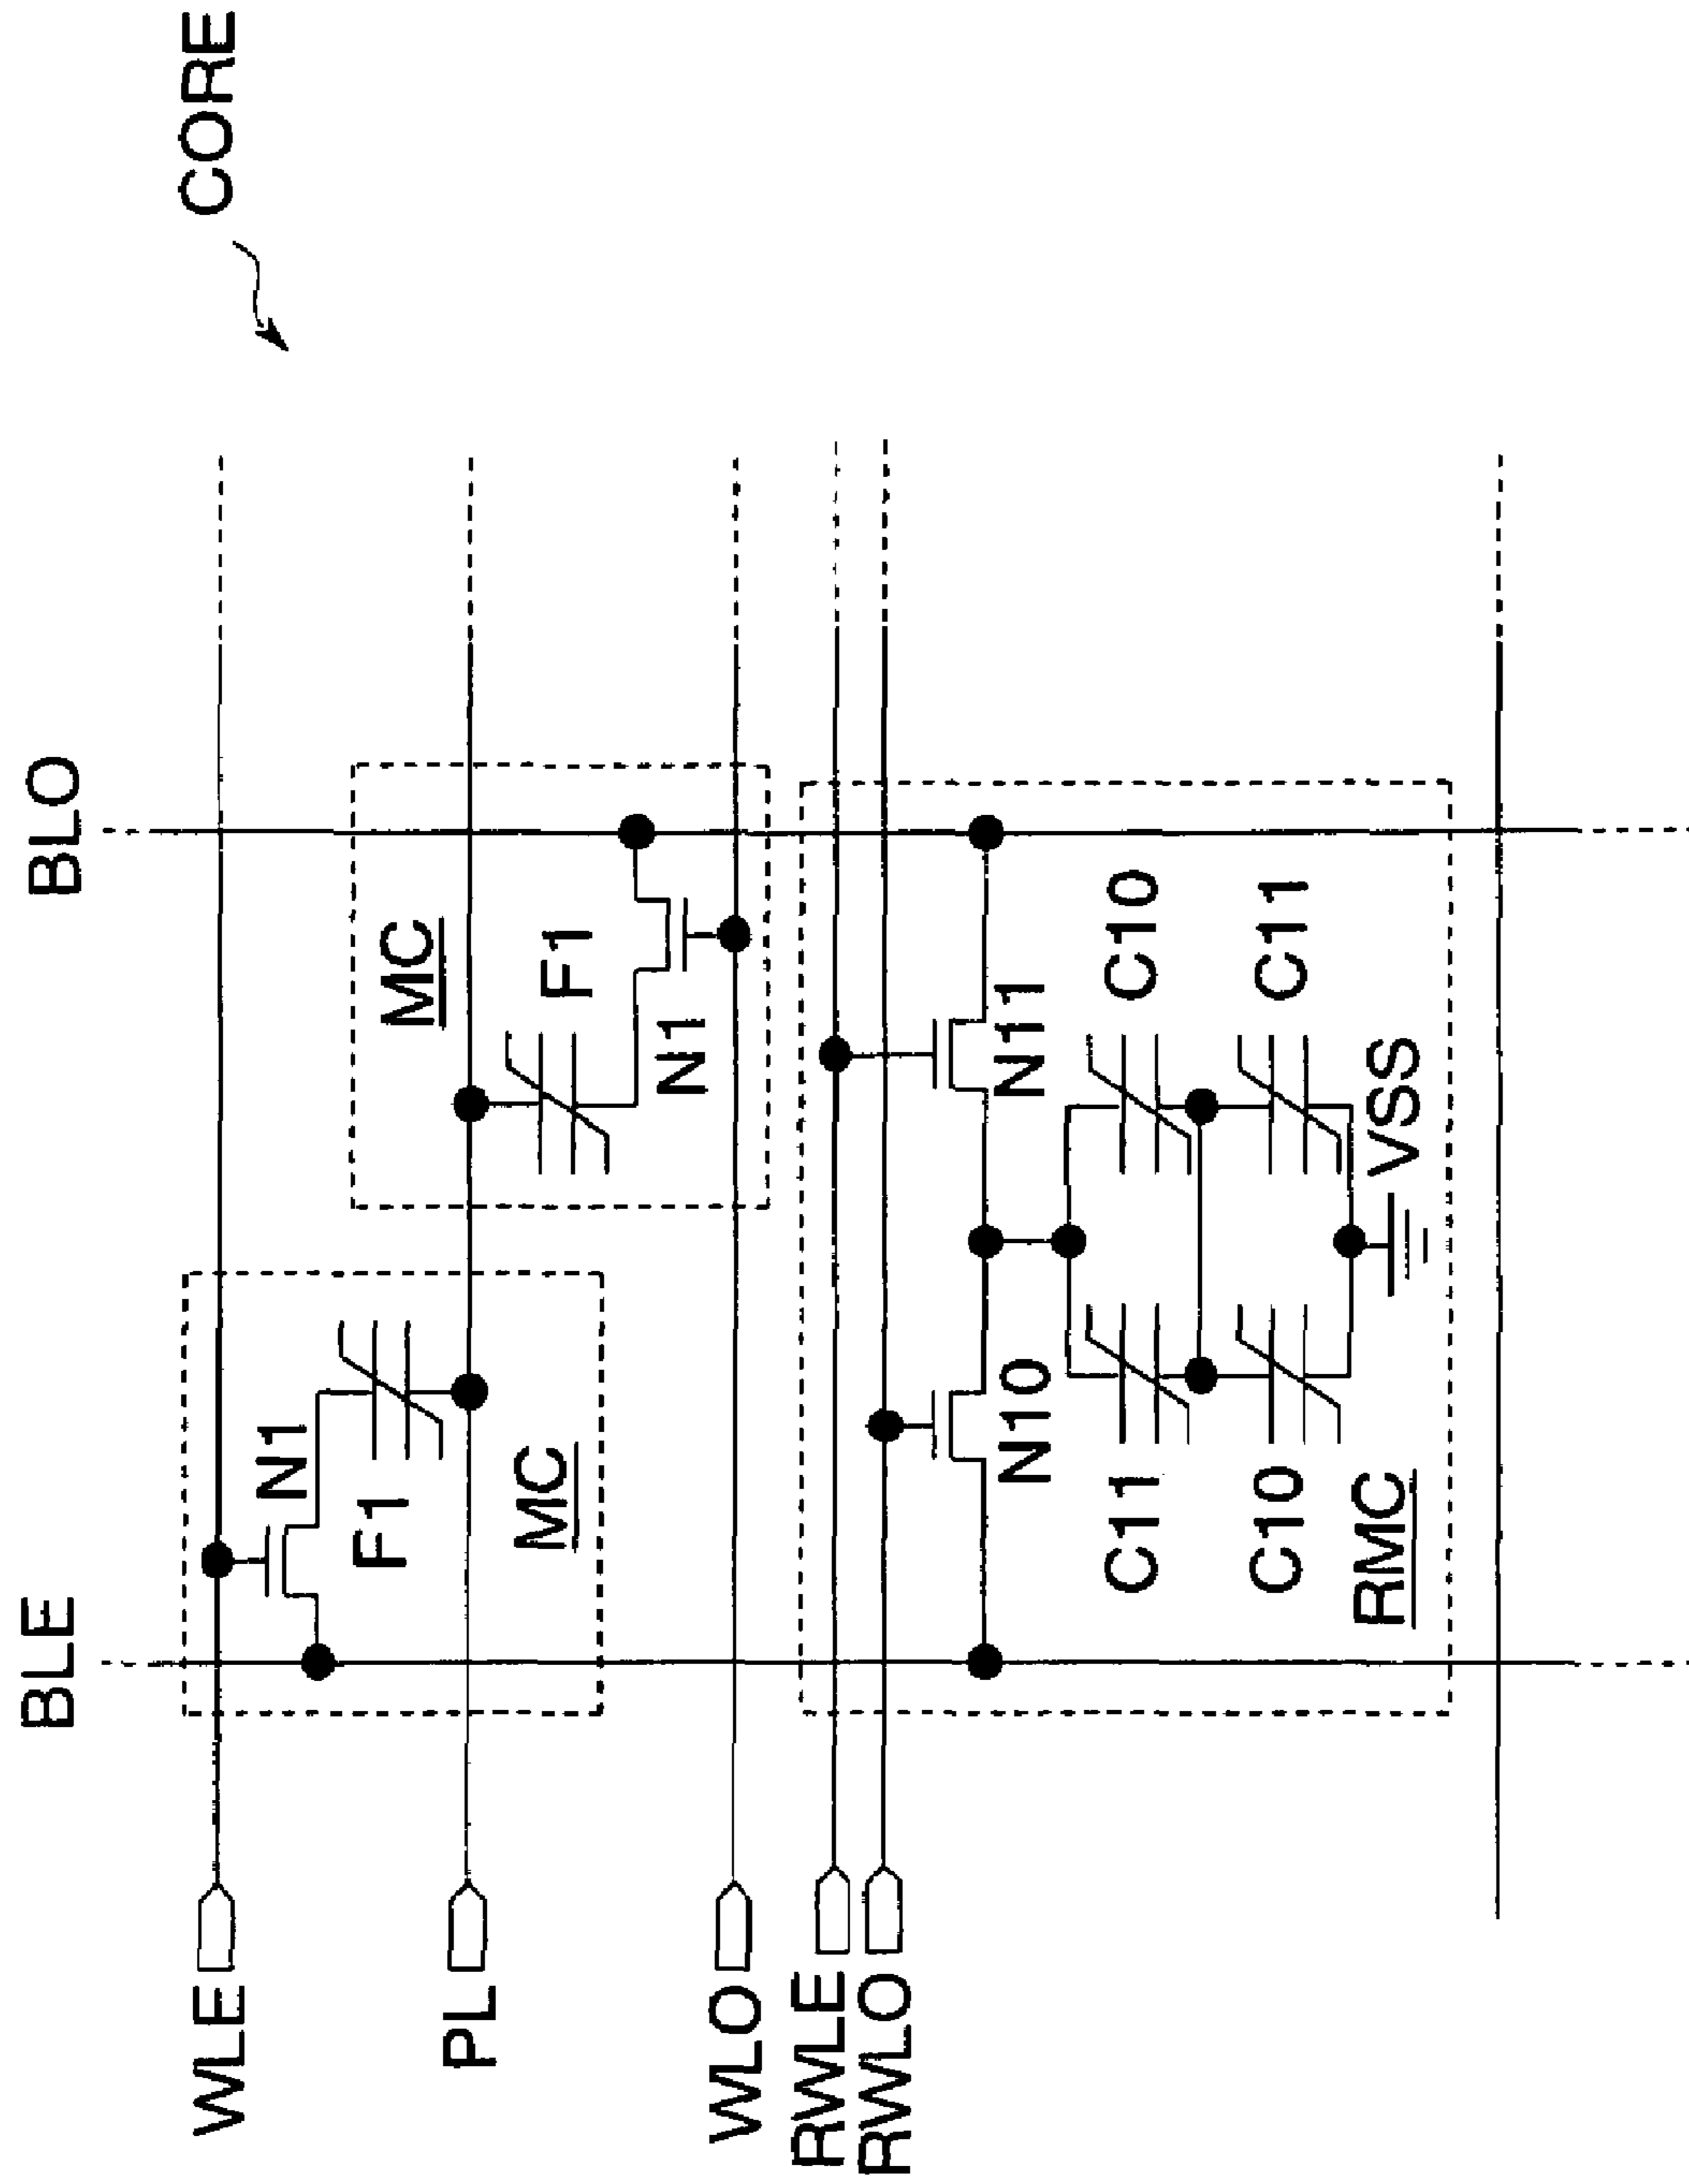 CORE
BLE
BLO
WLE
N1
F1
MC
MC
F1
N1
PL
WLO
RWLE
RWLO
N10
N11
C11
C10
C10
C11
RMC
VSS